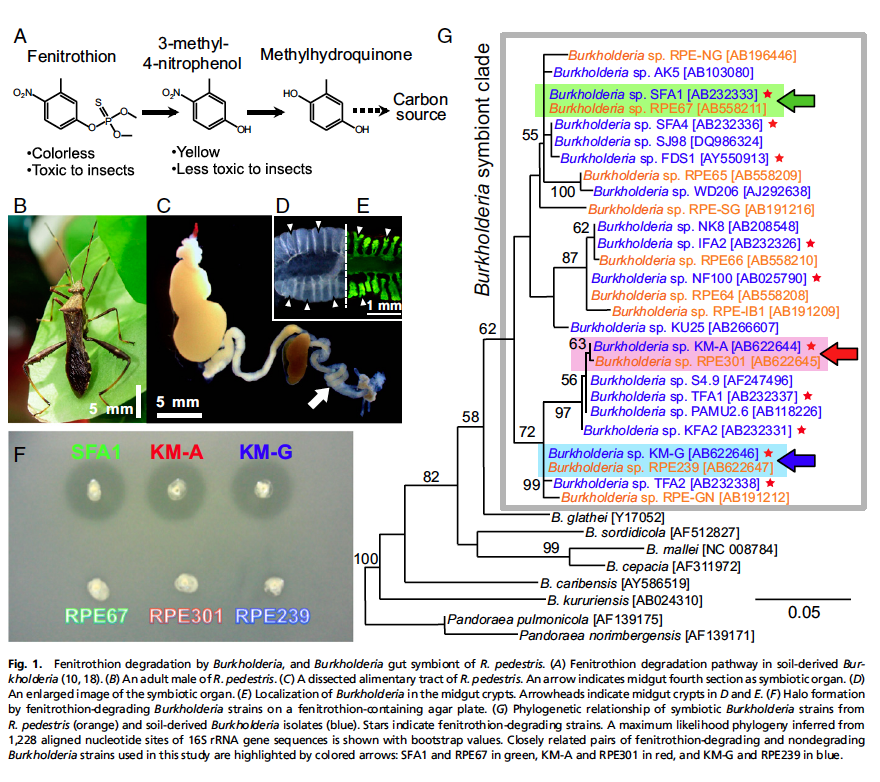 A
Fenitrothion
3-methyl-
4-nitrophenol
Methylhydroquinone
O₂N
O
P
S
O
O
O₂N
OH
HO
OH
Carbon
source
•Colorless
•Toxic to insects
•Yellow
•Less toxic to insects
B
5 mm
C
5 mm
D
E
1 mm
F
SFA1
KM-A
KM-G
RPE67
RPE301
RPE239
G
Burkholderia symbiont clade
Burkholderia sp. RPE-NG [AB196446]
Burkholderia sp. AK5 [AB103080]
Burkholderia sp. SFA1 [AB232333] ★
Burkholderia sp. RPE67 [AB558211]
Burkholderia sp. SFA4 [AB232336] ★
55
Burkholderia sp. SJ98 [DQ986324]
Burkholderia sp. FDS1 [AY550913] ★
Burkholderia sp. RPE65 [AB558209]
100
Burkholderia sp. WD206 [AJ292638]
Burkholderia sp. RPE-SG [AB191216]
62
Burkholderia sp. NK8 [AB208548]
Burkholderia sp. IFA2 [AB232326] ★
87
Burkholderia sp. RPE66 [AB558210]
Burkholderia sp. NF100 [AB025790] ★
Burkholderia sp. RPE64 [AB558208]
Burkholderia sp. RPE-IB1 [AB191209]
Burkholderia sp. KU25 [AB266607]
62
63
Burkholderia sp. KM-A [AB622644] ★
Burkholderia sp. RPE301 [AB622645]
56
Burkholderia sp. S4.9 [AF247496]
Burkholderia sp. TFA1 [AB232337] ★
97
Burkholderia sp. PAMU2.6 [AB118226]
58
72
Burkholderia sp. KFA2 [AB232331] ★
Burkholderia sp. KM-G [AB622646] ★
Burkholderia sp. RPE239 [AB622647]
82
99
Burkholderia sp. TFA2 [AB232338] ★
Burkholderia sp. RPE-GN [AB191212]
B. glathei [Y17052]
B. sordidicola [AF512827]
99
B. mallei [NC 008784]
100
B. cepacia [AF311972]
B. caribensis [AY586519]
B. kururiensis [AB024310]
Pandoraea pulmonicola [AF139175]
Pandoraea norimbergensis [AF139171]
0.05
Fig. 1. Fenitrothion degradation by Burkholderia, and Burkholderia gut symbiont of R. pedestris. (A) Fenitrothion degradation pathway in soil-derived Bur-
kholderia (10, 18). (B) An adult male of R. pedestris. (C) A dissected alimentary tract of R. pedestris. An arrow indicates midgut fourth section as symbiotic organ. (D)
An enlarged image of the symbiotic organ. (E) Localization of Burkholderia in the midgut crypts. Arrowheads indicate midgut crypts in D and E. (F) Halo formation
by fenitrothion-degrading Burkholderia strains on a fenitrothion-containing agar plate. (G) Phylogenetic relationship of symbiotic Burkholderia strains from
R. pedestris (orange) and soil-derived Burkholderia isolates (blue). Stars indicate fenitrothion-degrading strains. A maximum likelihood phylogeny inferred from
1,228 aligned nucleotide sites of 16S rRNA gene sequences is shown with bootstrap values. Closely related pairs of fenitrothion-degrading and nondegrading
Burkholderia strains used in this study are highlighted by colored arrows: SFA1 and RPE67 in green, KM-A and RPE301 in red, and KM-G and RPE239 in blue.